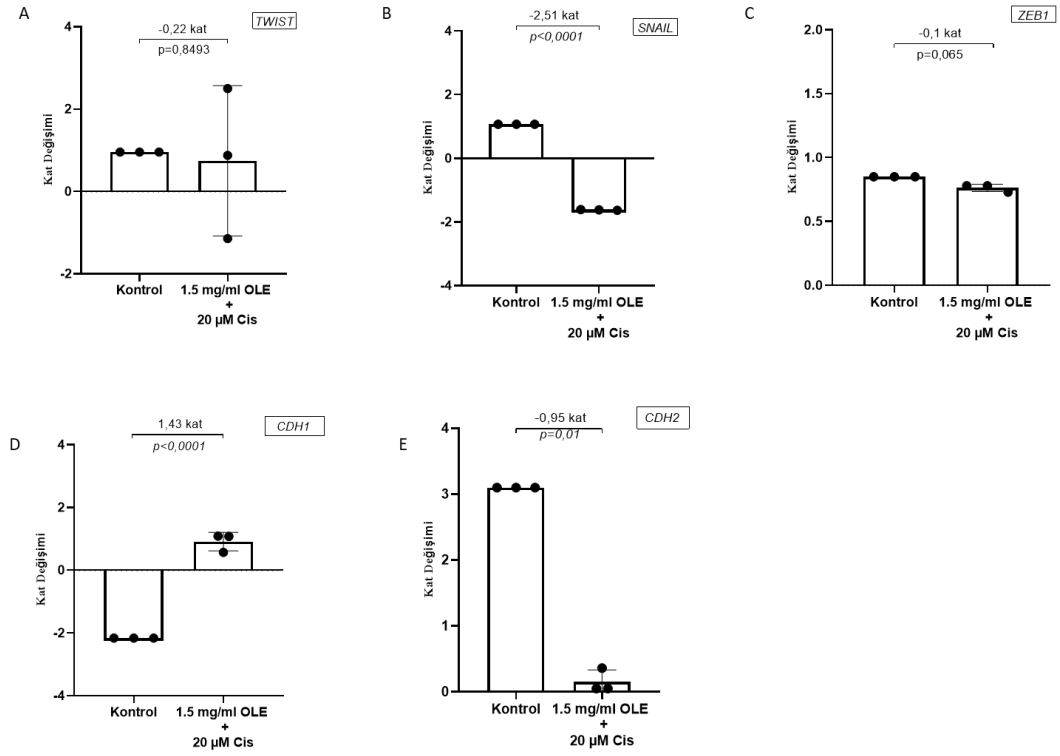 A
-0,22 kat
TWIST
p=0,8493
Kat Değişimi
4
2
0
-2
Kontrol
1.5 mg/ml OLE
+
20 µM Cis
B
-2,51 kat
SNAIL
p<0,0001
Kat Değişimi
4
2
0
-2
-4
Kontrol
1.5 mg/ml OLE
+
20 µM Cis
C
ZEB1
-0,1 kat
p=0,065
Kat Değişimi
2.0
1.5
1.0
0.5
0.0
Kontrol
1.5 mg/ml OLE
+
20 µM Cis
D
1,43 kat
CDH1
p<0,0001
Kat Değişimi
4
2
0
-2
-4
Kontrol
1.5 mg/ml OLE
+
20 µM Cis
E
-0,95 kat
CDH2
p=0,01
Kat Değişimi
4
3
2
1
0
Kontrol
1.5 mg/ml OLE
+
20 µM Cis